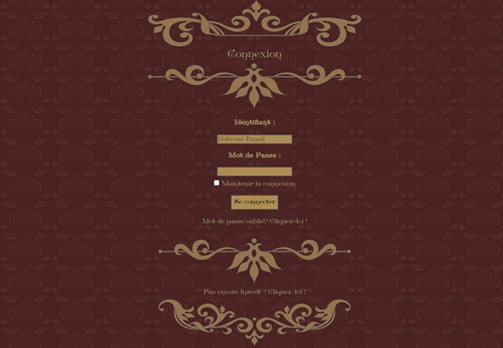 Connexion
Identifiant :
Adresse Email
Mot de Passe :
Maintenir la connexion
Se connecter
Mot de passe oublié? Cliquez-Ici !
Pas encore Inscrit ? Cliquez-Ici !